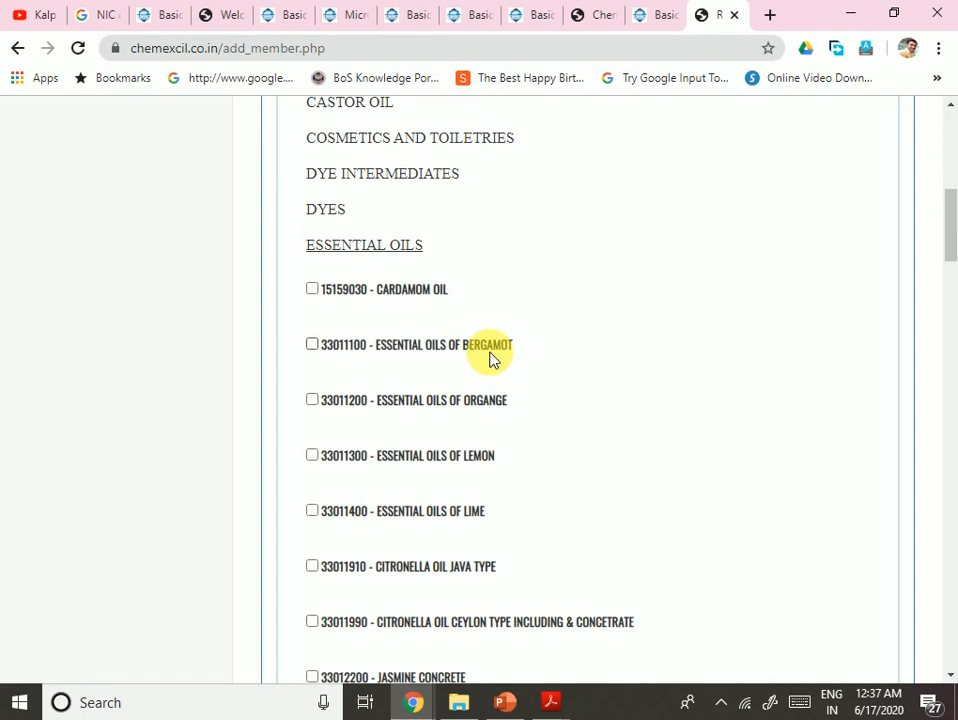 Kalp
NIC
Basic
Welc
Basic
Micr
Basic
Basic
Basic
Cher
Basic
R
chemexcil.co.in/add_member.php
Apps
Bookmarks
http://www.google...
BoS Knowledge Por...
The Best Happy Birt...
Try Google Input To...
Online Video Down...
»
CASTOR OIL
COSMETICS AND TOILETRIES
DYE INTERMEDIATES
DYES
ESSENTIAL OILS
15159030 - CARDAMOM OIL
33011100 - ESSENTIAL OILS OF BERGAMOT
33011200 - ESSENTIAL OILS OF ORGANGE
33011300 - ESSENTIAL OILS OF LEMON
33011400 - ESSENTIAL OILS OF LIME
33011910 - CITRONELLA OIL JAVA TYPE
33011990 - CITRONELLA OIL CEYLON TYPE INCLUDING & CONCETRATE
33012200 - JASMINE CONCRETE
Search
ENG
IN
12:37 AM
6/17/2020
27